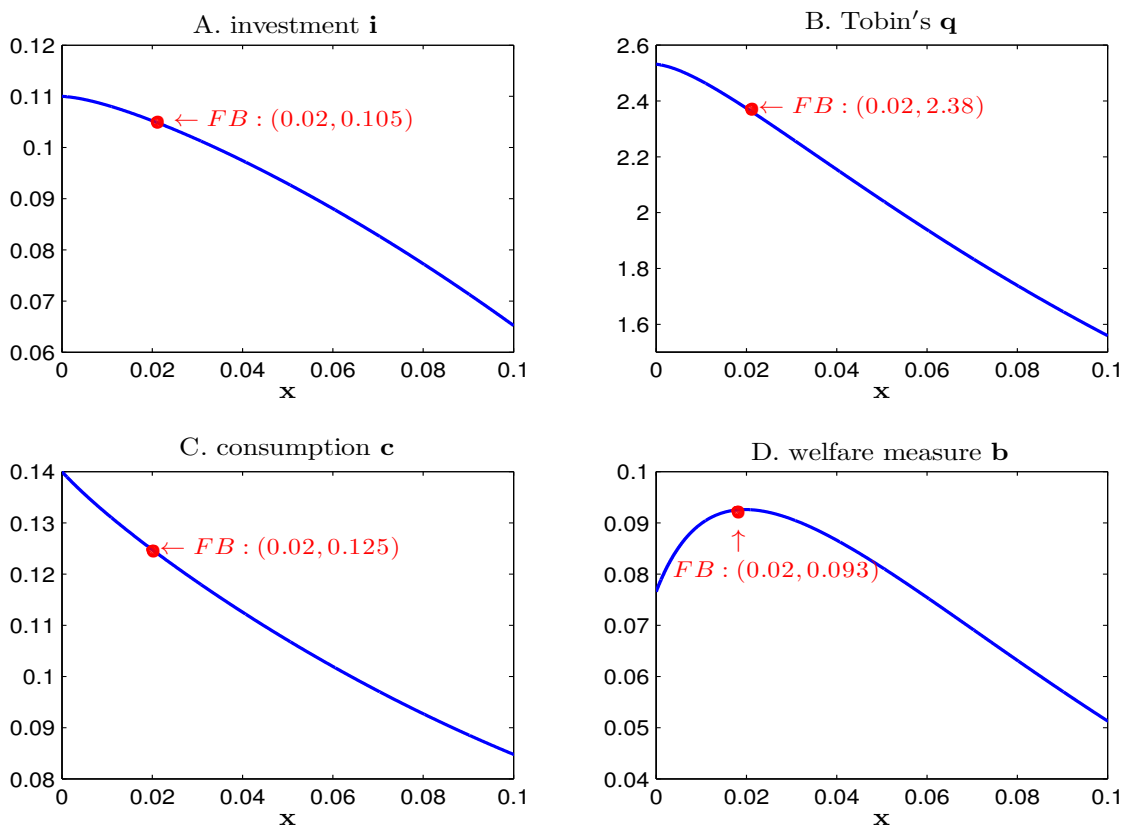 A. investment i
0.12
0.11
0.1
0.09
0.08
0.07
0.06
← FB : (0.02, 0.105)
0 0.02 0.04 0.06 0.08 0.1
x
B. Tobin′s q
2.6
2.4
2.2
2
1.8
1.6
← FB : (0.02, 2.38)
0 0.02 0.04 0.06 0.08 0.1
x
C. consumption c
0.14
0.13
0.12
0.11
0.1
0.09
0.08
← FB : (0.02, 0.125)
0 0.02 0.04 0.06 0.08 0.1
x
D. welfare measure b
0.1
0.09
0.08
0.07
0.06
0.05
0.04
↑
FB : (0.02, 0.093)
0 0.02 0.04 0.06 0.08 0.1
x